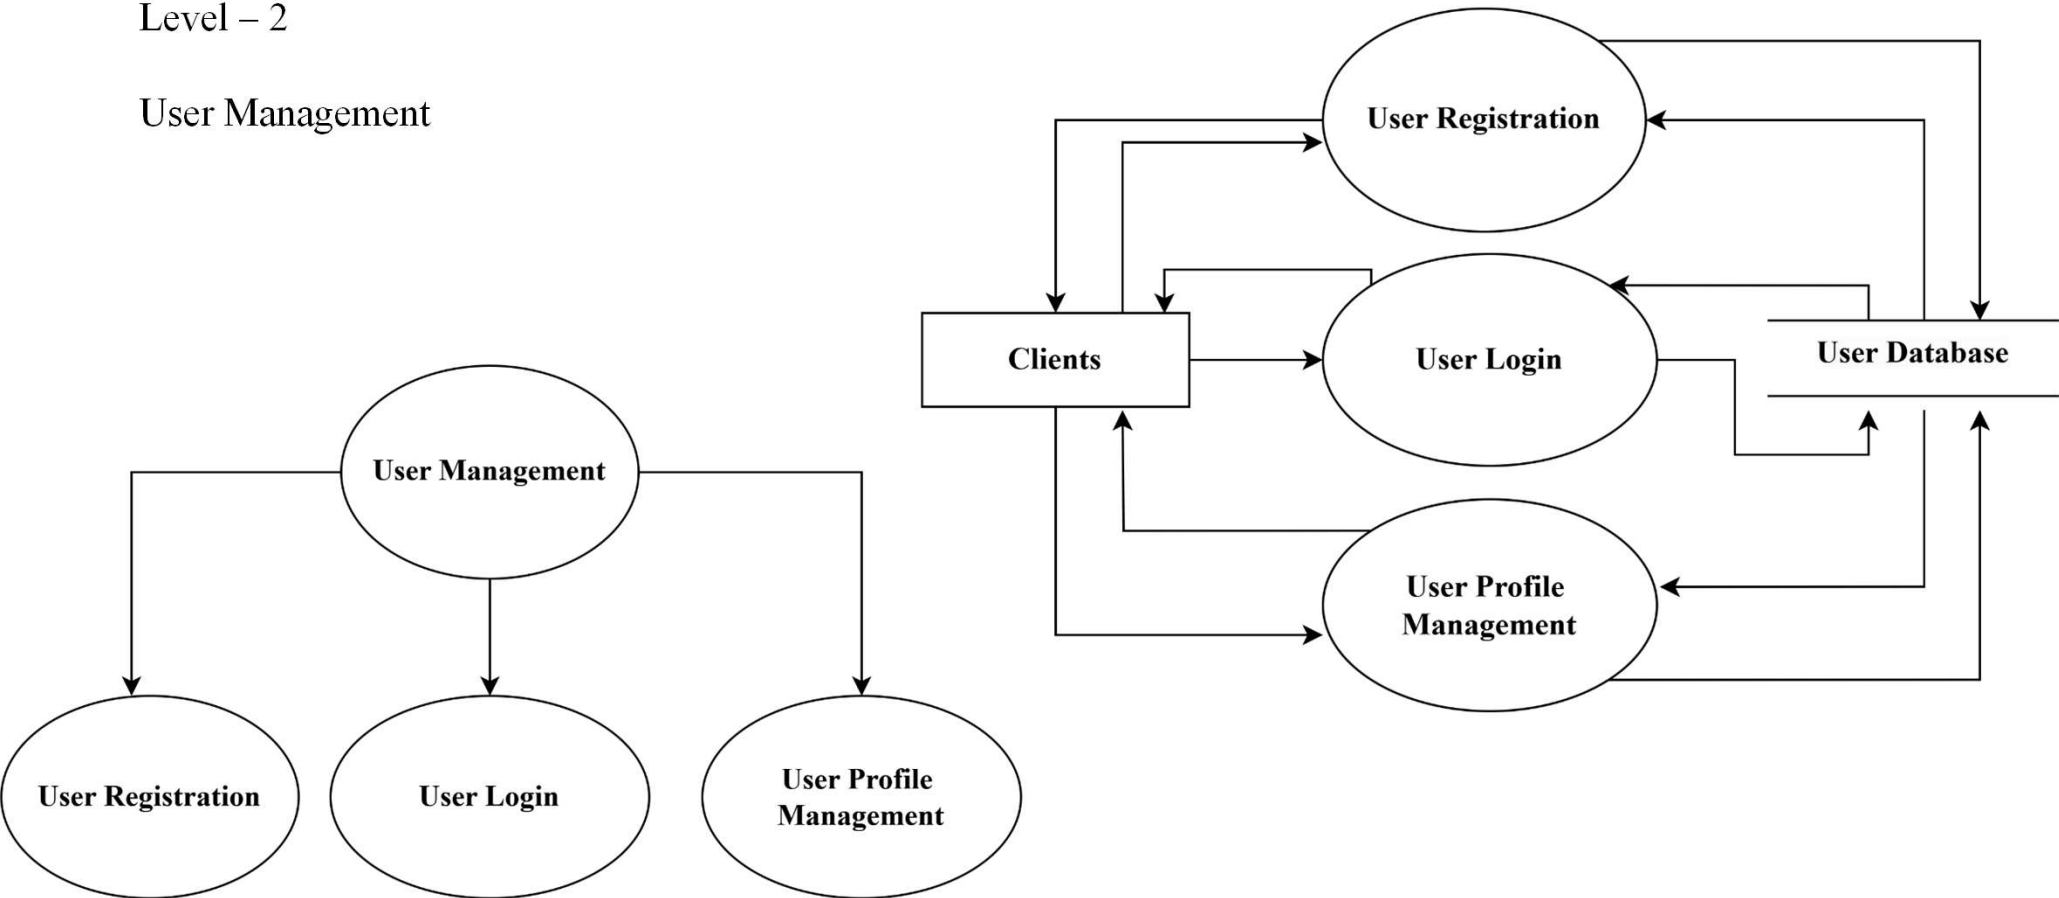 Level – 2
User Management
User Registration
Clients
User Login
User Database
User Profile
Management
User Management
User Registration
User Login
User Profile
Management